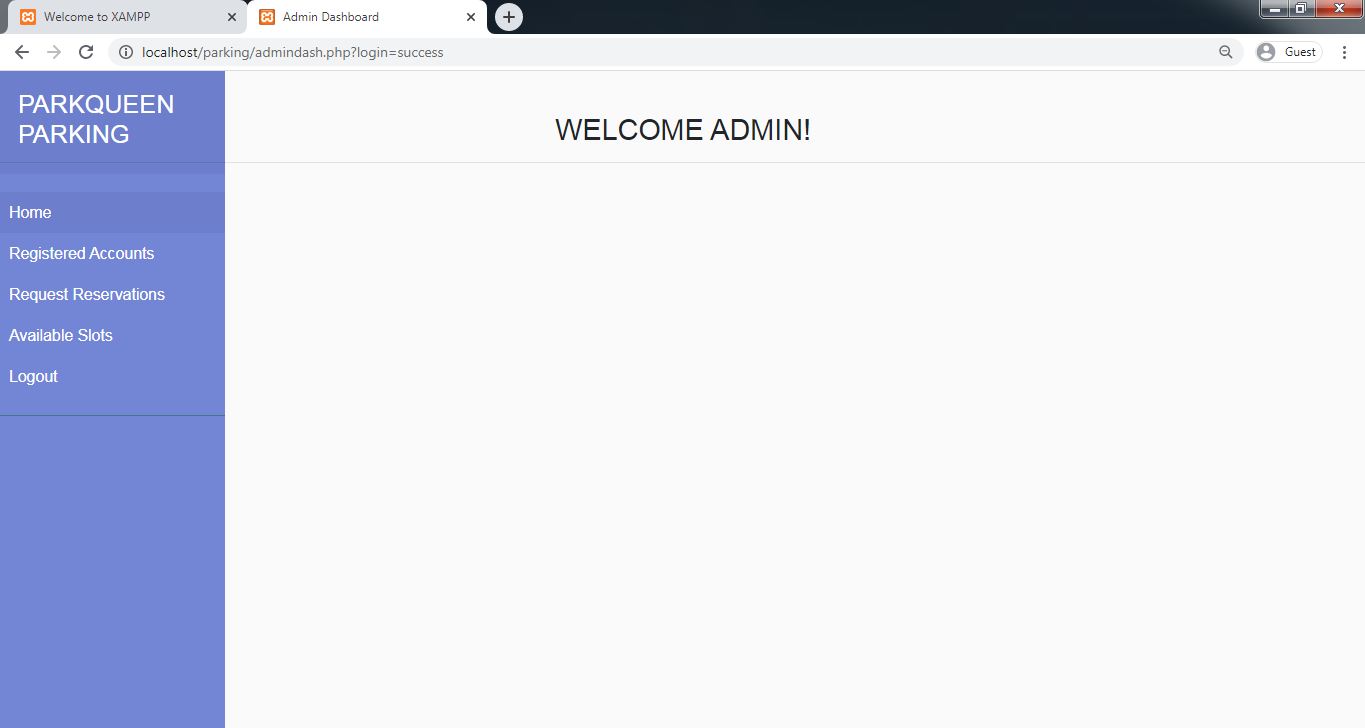 Welcome to XAMPP
Admin Dashboard
localhost/parking/admindash.php?login=success
Guest
PARKQUEEN
PARKING
WELCOME ADMIN!
Home
Registered Accounts
Request Reservations
Available Slots
Logout